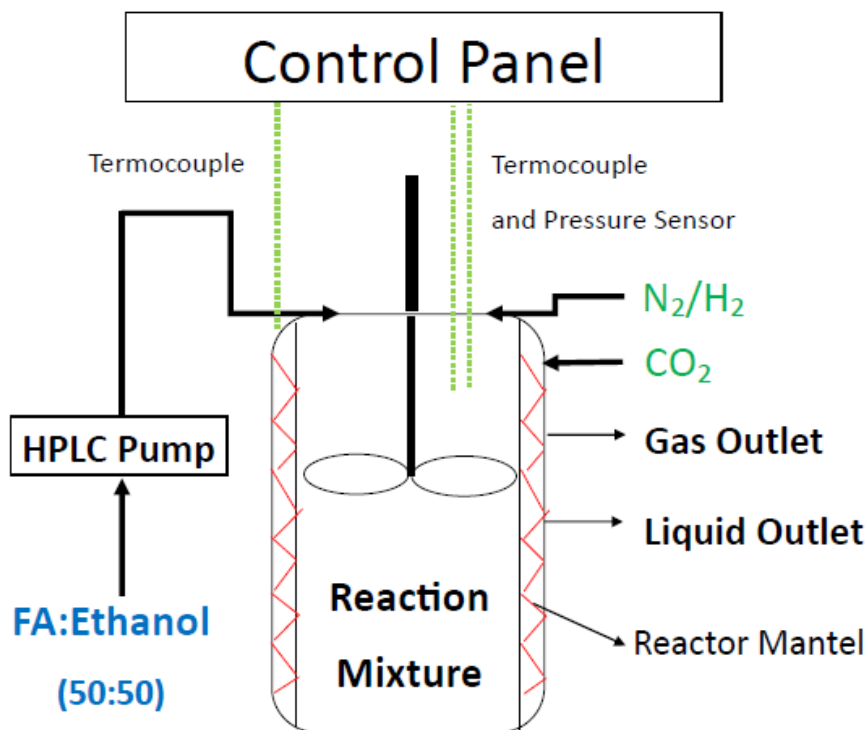 Control Panel
Termocouple
Termocouple
and Pressure Sensor
N₂/H₂
CO₂
HPLC Pump
Gas Outlet
Liquid Outlet
FA:Ethanol
(50:50)
Reaction
Mixture
Reactor Mantel